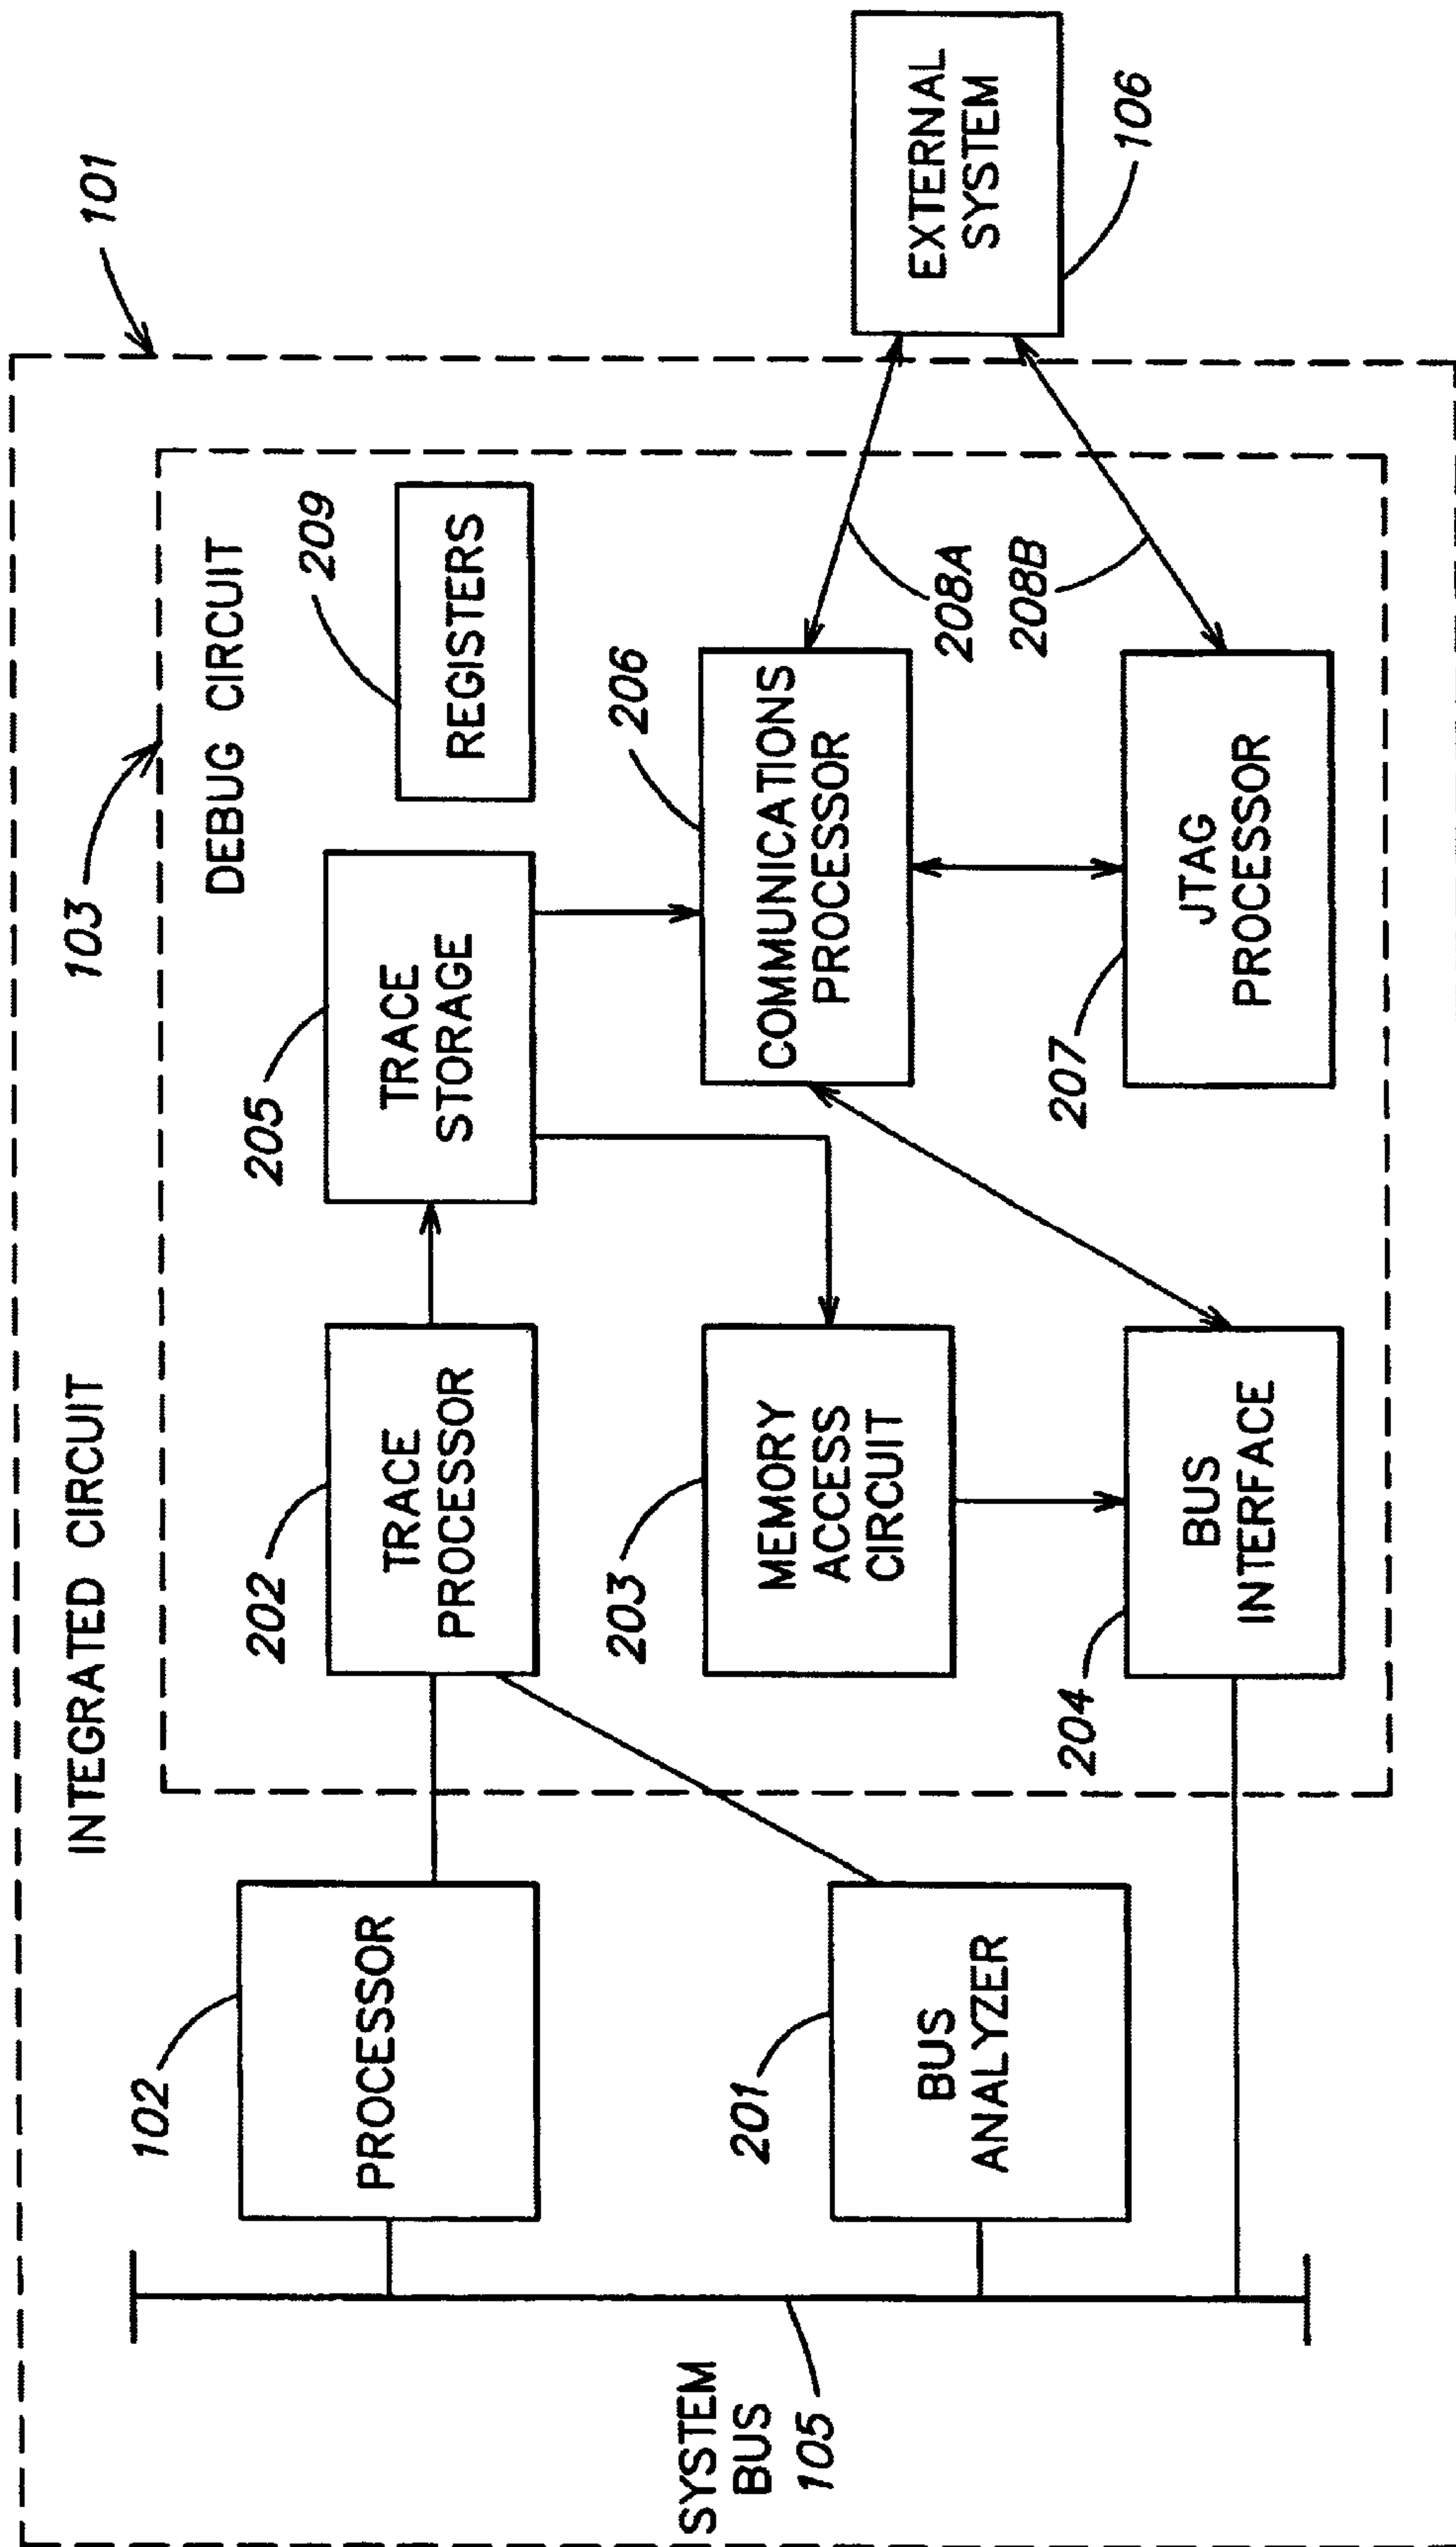 INTEGRATED CIRCUIT
101
103
DEBUG CIRCUIT
102
PROCESSOR
202
TRACE
PROCESSOR
205
TRACE
STORAGE
209
REGISTERS
SYSTEM
BUS
105
201
BUS
ANALYZER
203
MEMORY
ACCESS
CIRCUIT
206
COMMUNICATIONS
PROCESSOR
208A
208B
EXTERNAL
SYSTEM
106
204
BUS
INTERFACE
207
JTAG
PROCESSOR